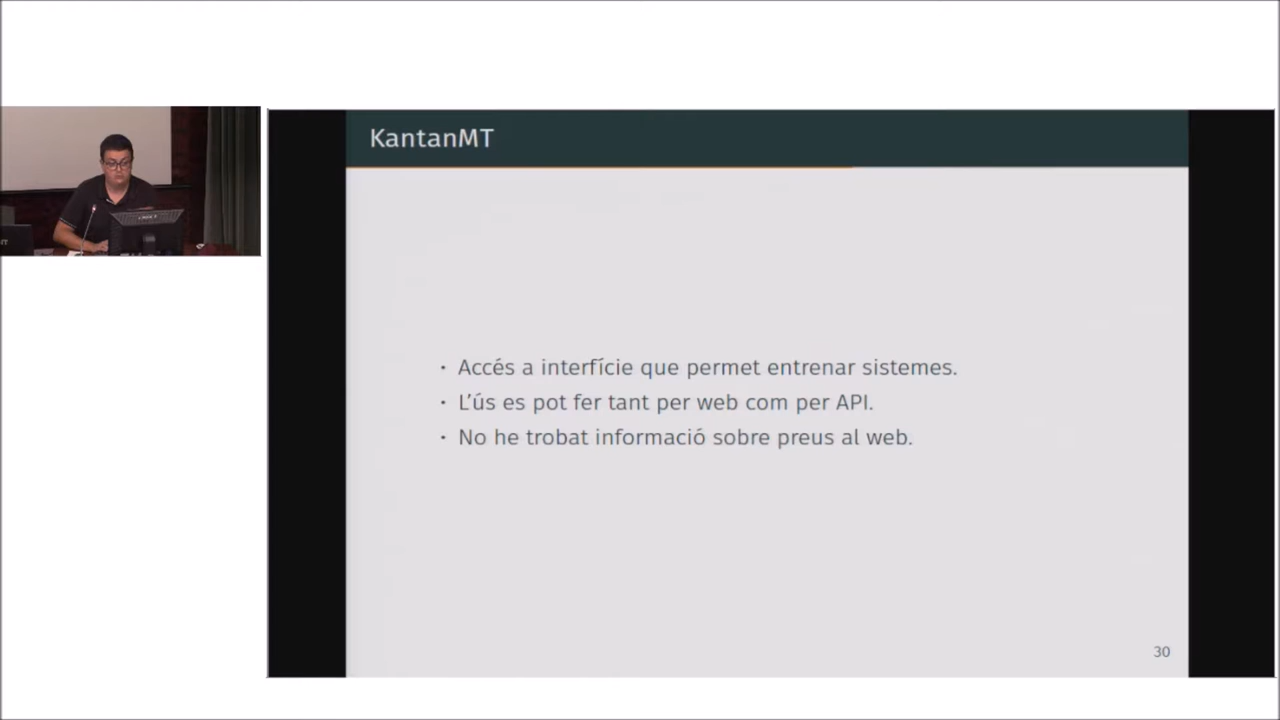 KantanMT
· Accés a interfície que permet entrenar sistemes.
· L’ús es pot fer tant per web com per API.
· No he trobat informació sobre preus al web.
30